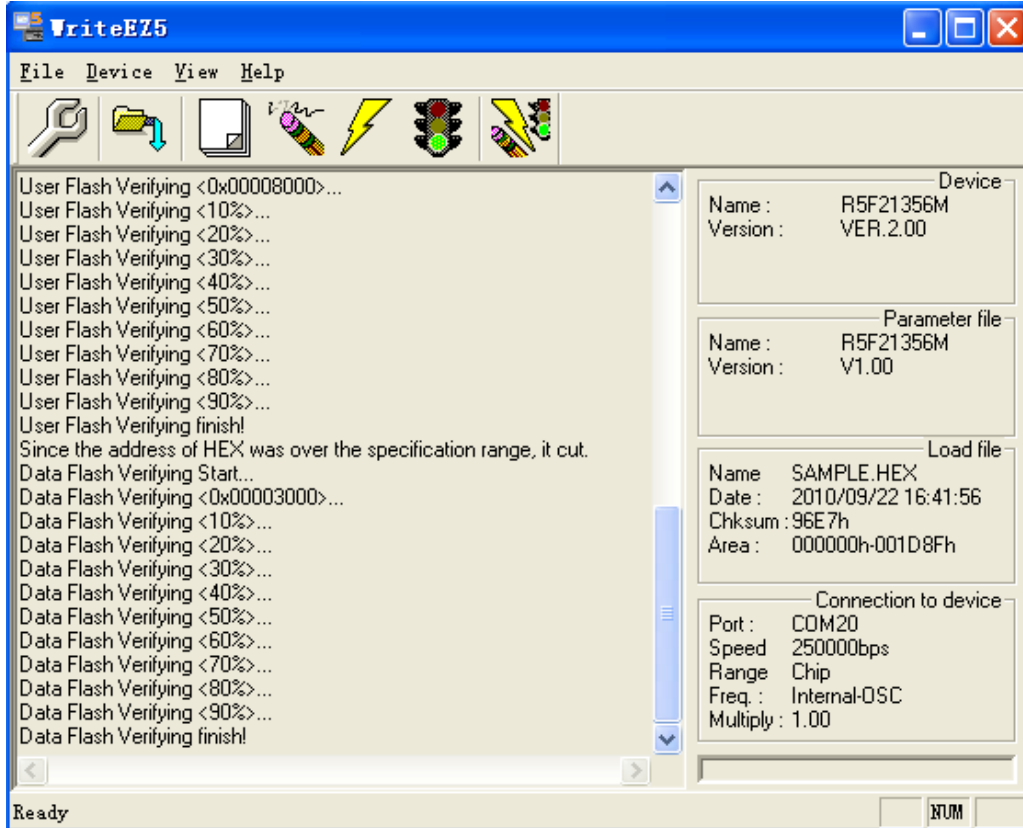 WriteEZ5
File Device View Help
User Flash Verifying <0x00008000>...
User Flash Verifying <10%>...
User Flash Verifying <20%>...
User Flash Verifying <30%>...
User Flash Verifying <40%>...
User Flash Verifying <50%>...
User Flash Verifying <60%>...
User Flash Verifying <70%>...
User Flash Verifying <80%>...
User Flash Verifying <90%>...
User Flash Verifying finish!
Since the address of HEX was over the specification range, it cut.
Data Flash Verifying Start...
Data Flash Verifying <0x00003000>...
Data Flash Verifying <10%>...
Data Flash Verifying <20%>...
Data Flash Verifying <30%>...
Data Flash Verifying <40%>...
Data Flash Verifying <50%>...
Data Flash Verifying <60%>...
Data Flash Verifying <70%>...
Data Flash Verifying <80%>...
Data Flash Verifying <90%>...
Data Flash Verifying finish!
Device
Name : R5F21356M
Version : VER.2.00
Parameter file
Name : R5F21356M
Version : V1.00
Load file
Name SAMPLE.HEX
Date : 2010/09/22 16:41:56
Chksum : 96E7h
Area : 000000h-001D8Fh
Connection to device
Port : COM20
Speed 250000bps
Range Chip
Freq. : Internal-OSC
Multiply : 1.00
Ready NUM